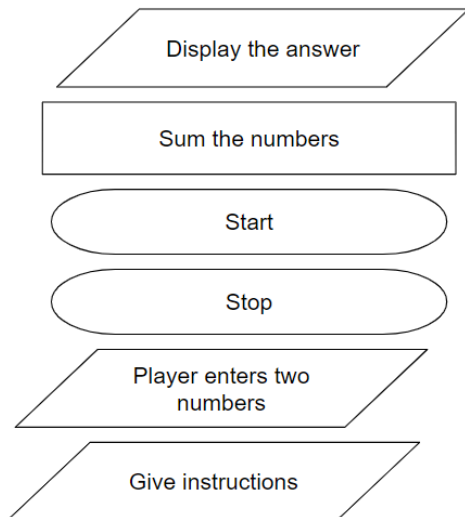 Display the answer
Sum the numbers
Start
Stop
Player enters two
numbers
Give instructions